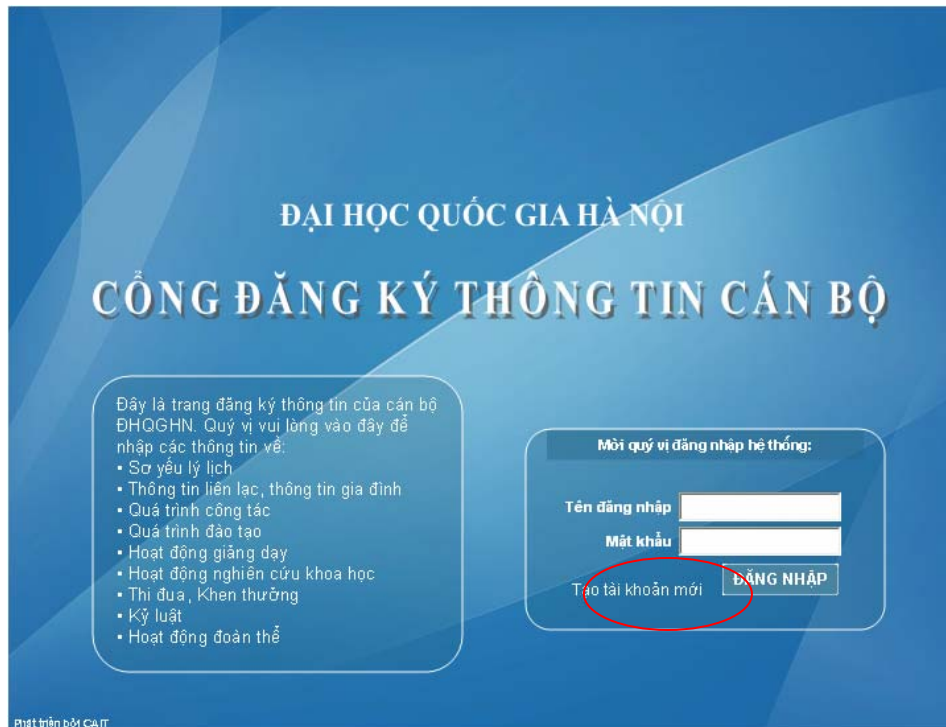 ĐẠI HỌC QUỐC GIA HÀ NỘI
CỔNG ĐĂNG KÝ THÔNG TIN CÁN BỘ
Đây là trang đăng ký thông tin của cán bộ
ĐHQGHN. Quý vị vui lòng vào đây để
nhập các thông tin về:
▪ Sơ yếu lý lịch
▪ Thông tin liên lạc, thông tin gia đình
▪ Quá trình công tác
▪ Quá trình đào tạo
▪ Hoạt động giảng dạy
▪ Hoạt động nghiên cứu khoa học
▪ Thi đua, Khen thưởng
▪ Kỷ luật
▪ Hoạt động đoàn thể
Mời quý vị đăng nhập hệ thống:
Tên đăng nhập
Mật khẩu
Tạo tài khoản mới ĐĂNG NHẬP
Phát triển bởi CAIT